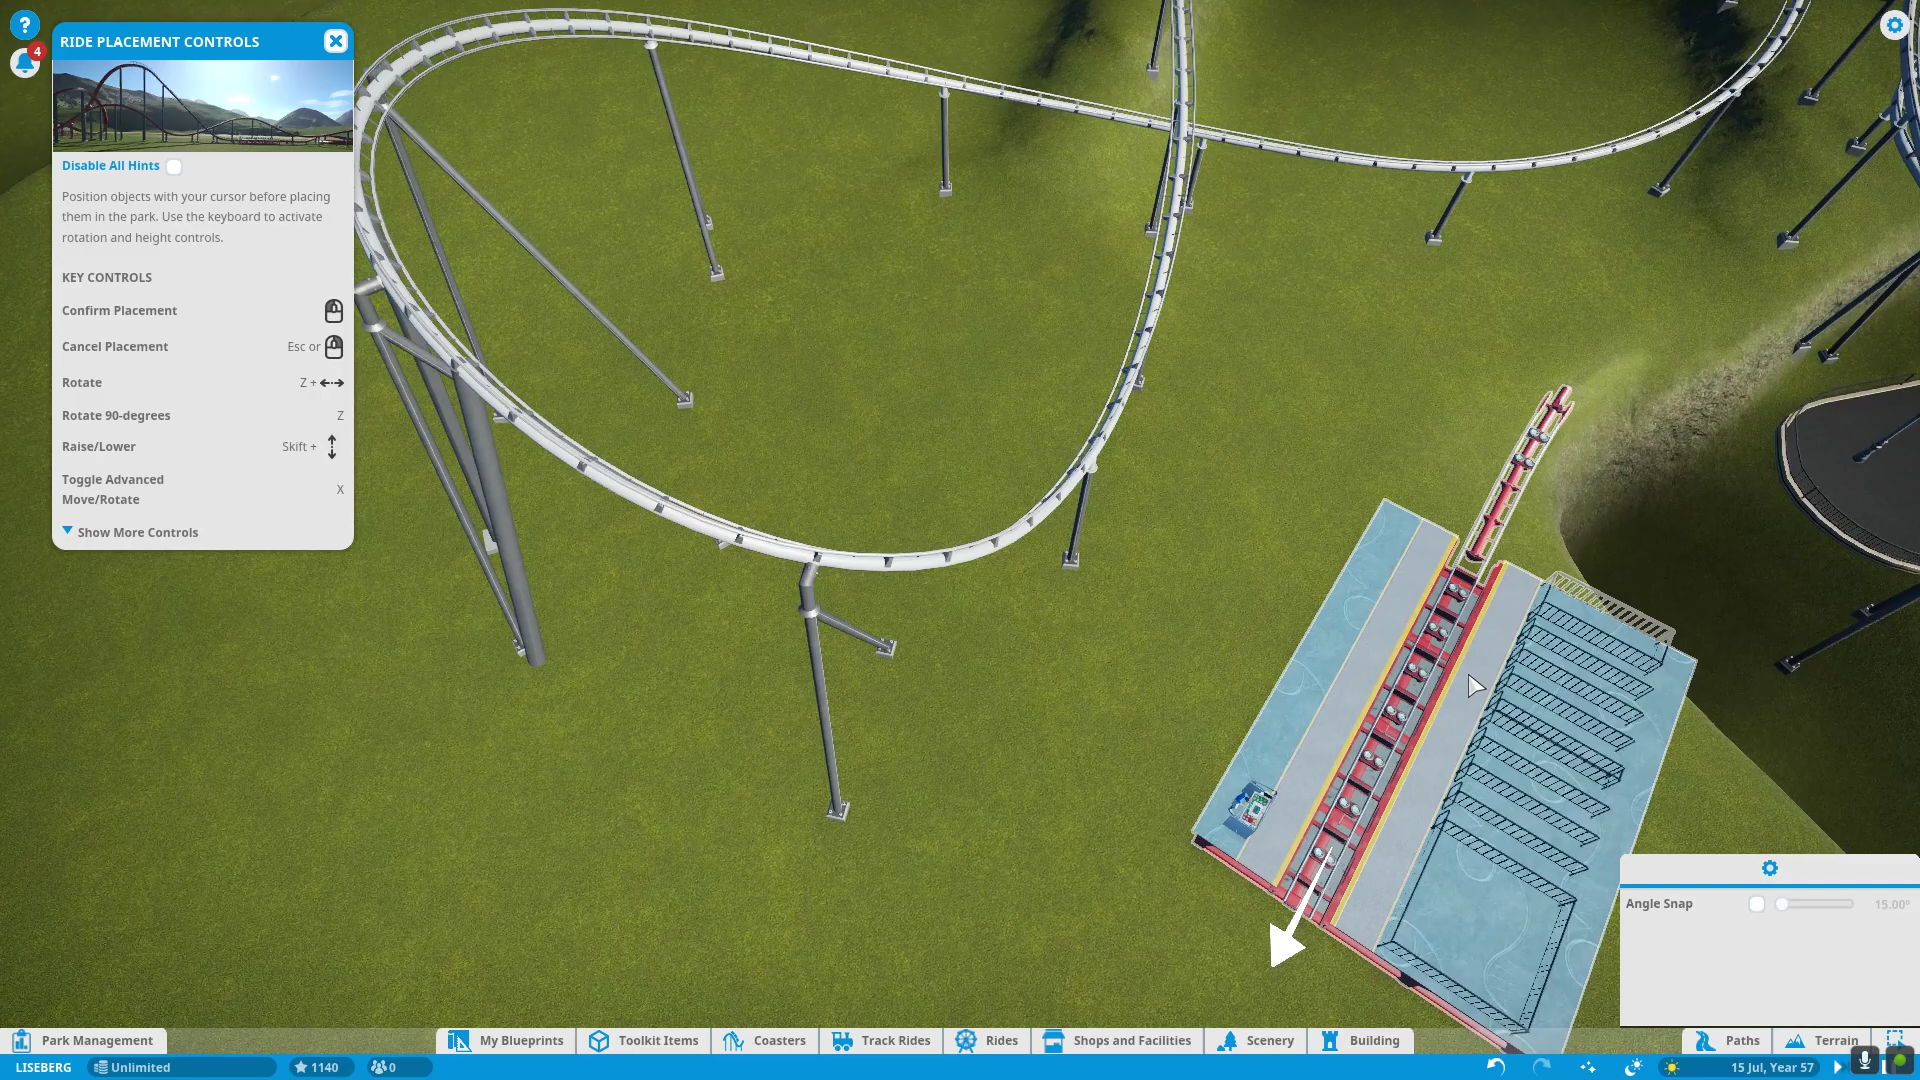 ?
4
RIDE PLACEMENT CONTROLS
Disable All Hints
Position objects with your cursor before placing
them in the park. Use the keyboard to activate
rotation and height controls.
KEY CONTROLS
Confirm Placement
Cancel Placement Esc or
Rotate Z +
Rotate 90-degrees Z
Raise/Lower Skift +
Toggle Advanced
Move/Rotate X
Show More Controls
Angle Snap 15.00°
Park Management My Blueprints Toolkit Items Coasters Track Rides Rides Shops and Facilities Scenery Building Paths Terrain
LISEBERG Unlimited 1140 0 15 Jul, Year 57